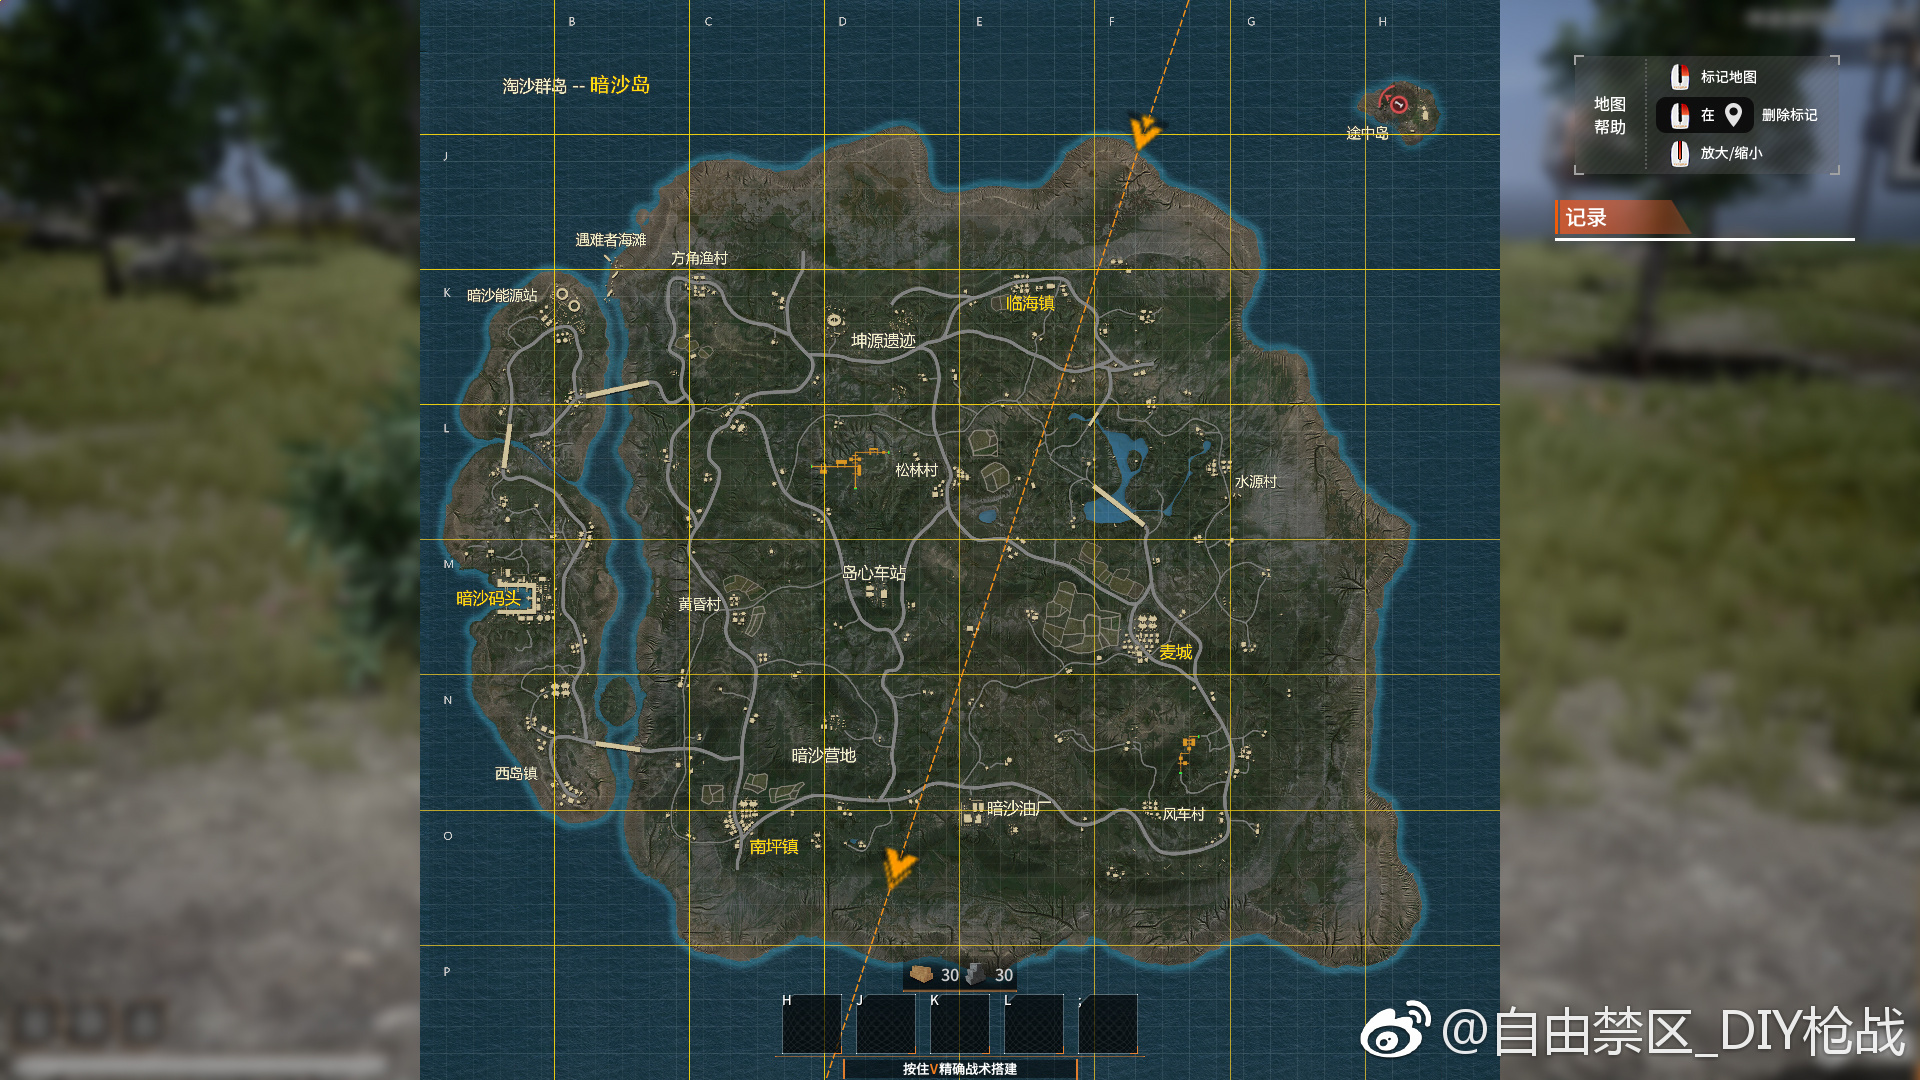 B C D E F G H
淘沙群岛 -- 暗沙岛
途中岛
J
遇难者海滩
方角渔村
K
暗沙能源站
临海镇
坤源遗迹
L
松林村
水源村
M
岛心车站
暗沙码头
黄昏村
麦城
N
暗沙营地
西岛镇
暗沙油厂
风车村
O
南坪镇
P
30 30
H J K L ;
按住V精确战术搭建
地图
帮助
标记地图
在 删除标记
放大/缩小
记录
@自由禁区_DIY枪战